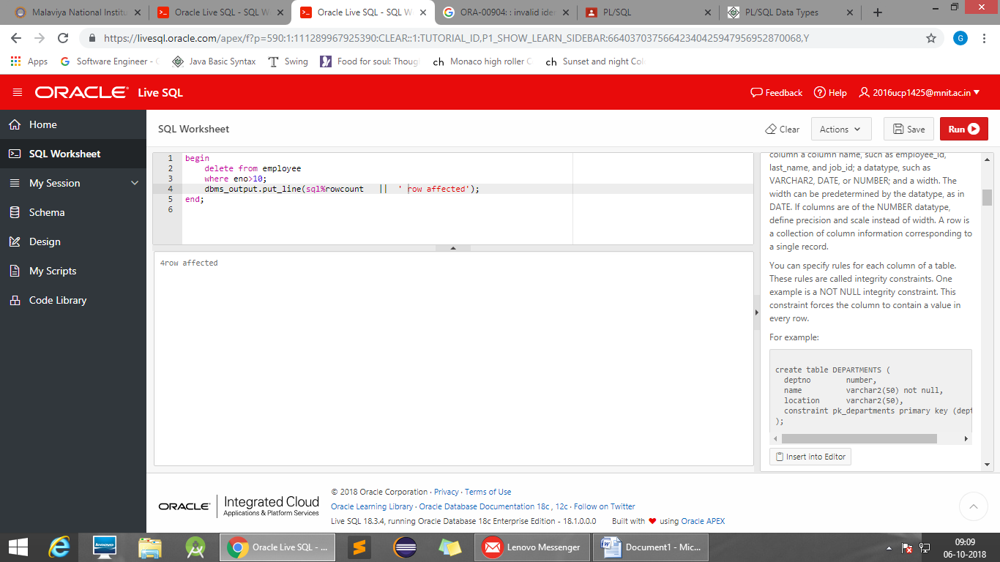 Malaviya National Institu
Oracle Live SQL - SQL W
Oracle Live SQL - SQL W
ORA-00904: : invalid iden
PL/SQL
PL/SQL Data Types
https://livesql.oracle.com/apex/f?p=590:1:111289967925390:CLEAR::1:TUTORIAL_ID,P1_SHOW_LEARN_SIDEBAR:66403703756642340425947956952870068,Y
G
Apps
Software Engineer - C
Java Basic Syntax
Swing
Food for soul: Thoug
ch Monaco high roller C
ch Sunset and night Col
ORACLE Live SQL
Feedback
Help
2016ucp1425@mnit.ac.in
Home
SQL Worksheet
My Session
Schema
Design
My Scripts
Code Library
SQL Worksheet
Clear
Actions
Save
Run
1 begin
2 delete from employee
3 where eno>10;
4 dbms_output.put_line(sql%rowcount || ' row affected');
5 end;
6
4row affected
column a column name, such as employee_id,
last_name, and job_id; a datatype, such as
VARCHAR2, DATE, or NUMBER; and a width. The
width can be predetermined by the datatype, as in
DATE. If columns are of the NUMBER datatype,
define precision and scale instead of width. A row is
a collection of column information corresponding to
a single record.
You can specify rules for each column of a table.
These rules are called integrity constraints. One
example is a NOT NULL integrity constraint. This
constraint forces the column to contain a value in
every row.
For example:
create table DEPARTMENTS (
deptno number,
name varchar2(50) not null,
location varchar2(50),
constraint pk_departments primary key (dept
);
Insert into Editor
ORACLE
Integrated Cloud
Applications & Platform Services
© 2018 Oracle Corporation · Privacy · Terms of Use
Oracle Learning Library · Oracle Database Documentation 18c , 12c · Follow on Twitter
Live SQL 18.3.4, running Oracle Database 18c Enterprise Edition - 18.1.0.0.0 Built with ❤ using Oracle APEX
lenovo
Oracle Live SQL - ...
Lenovo Messenger
Document1 - Mic...
09:09
06-10-2018